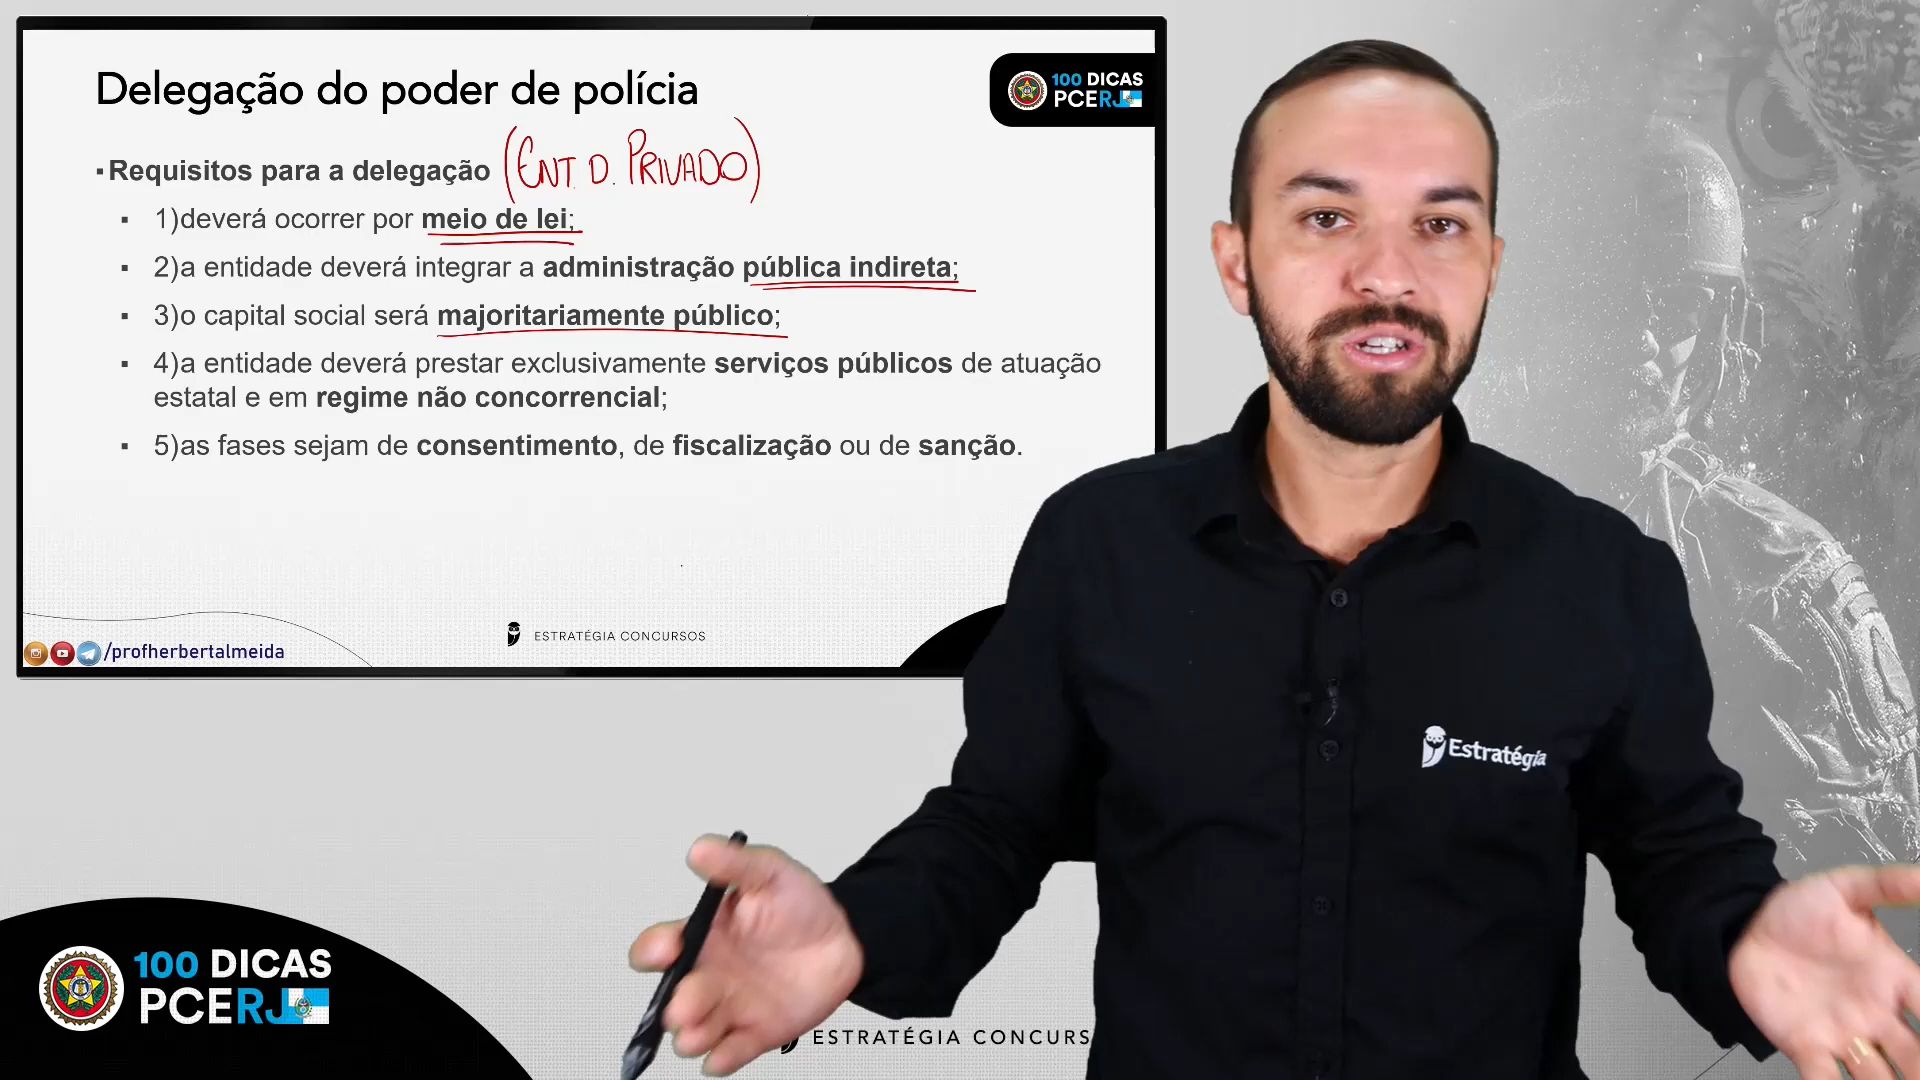 Delegação do poder de polícia
100 DICAS
PCERJ
▪Requisitos para a delegação (ENT. D. PRIVADO)
▪ 1)deverá ocorrer por meio de lei;
▪ 2)a entidade deverá integrar a administração pública indireta;
▪ 3)o capital social será majoritariamente público;
▪ 4)a entidade deverá prestar exclusivamente serviços públicos de atuação
estatal e em regime não concorrencial;
▪ 5)as fases sejam de consentimento, de fiscalização ou de sanção.
ESTRATÉGIA CONCURSOS
/profherbertalmeida
Estratégia
100 DICAS
PCERJ
ESTRATÉGIA CONCURS